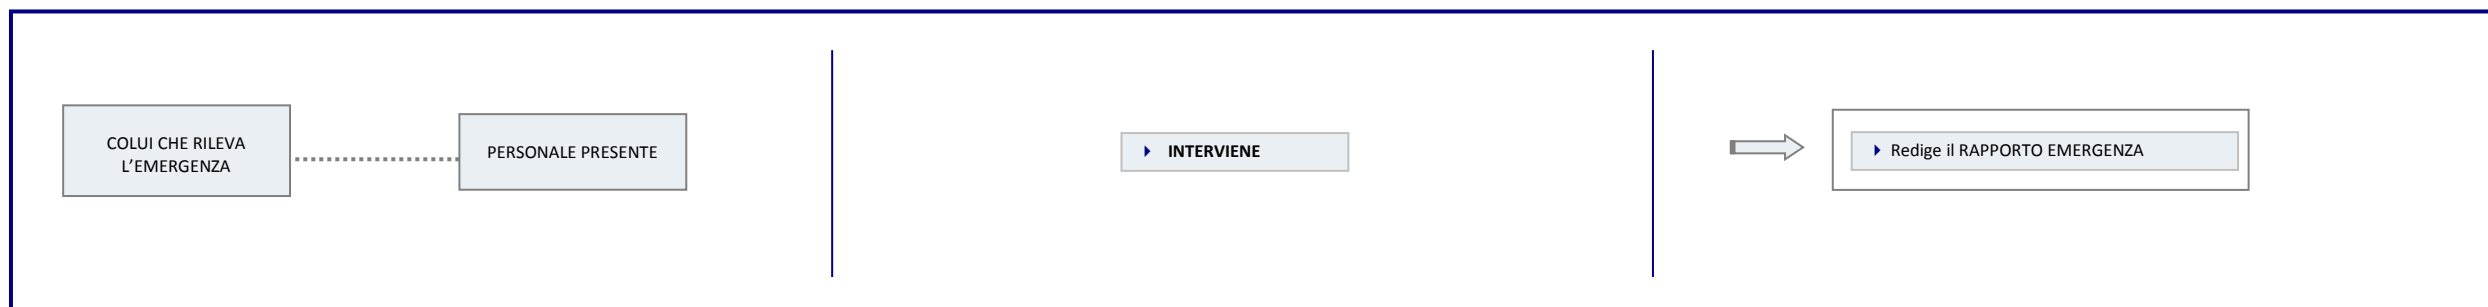 COLUI CHE RILEVA
L’EMERGENZA
PERSONALE PRESENTE
INTERVIENE
Redige il RAPPORTO EMERGENZA